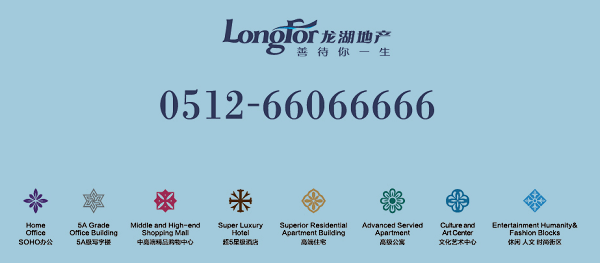 Longfor 龙湖地产
善待你一生
0512-66066666
Home
Office
SOHO办公
5A Grade
Office Building
5A级写字楼
Middle and High-end
Shopping Mall
中高端精品购物中心
Super Luxury
Hotel
超5星级酒店
Superior Residential
Apartment Building
高端住宅
Advanced Servied
Apartment
高级公寓
Culture and
Art Center
文化艺术中心
Entertainment Humanity&
Fashion Blocks
休闲 人文 时尚街区